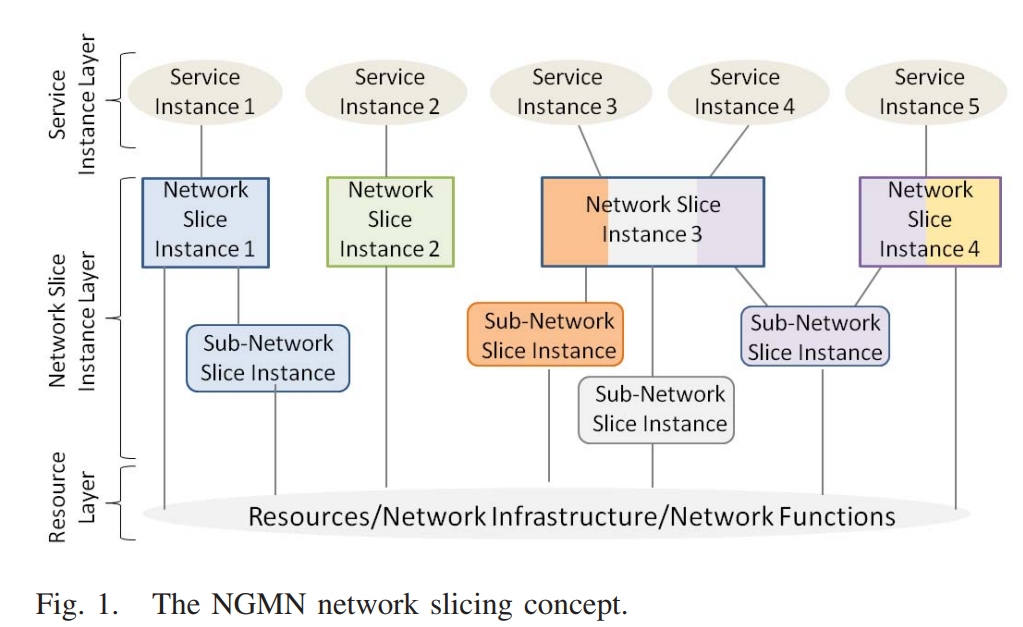 Service
Instance Layer
Service
Instance 1
Service
Instance 2
Service
Instance 3
Service
Instance 4
Service
Instance 5
Network Slice
Instance Layer
Network
Slice
Instance 1
Network
Slice
Instance 2
Network Slice
Instance 3
Network
Slice
Instance 4
Sub-Network
Slice Instance
Sub-Network
Slice Instance
Sub-Network
Slice Instance
Sub-Network
Slice Instance
Resource
Layer
Resources/Network Infrastructure/Network Functions
Fig. 1. The NGMN network slicing concept.